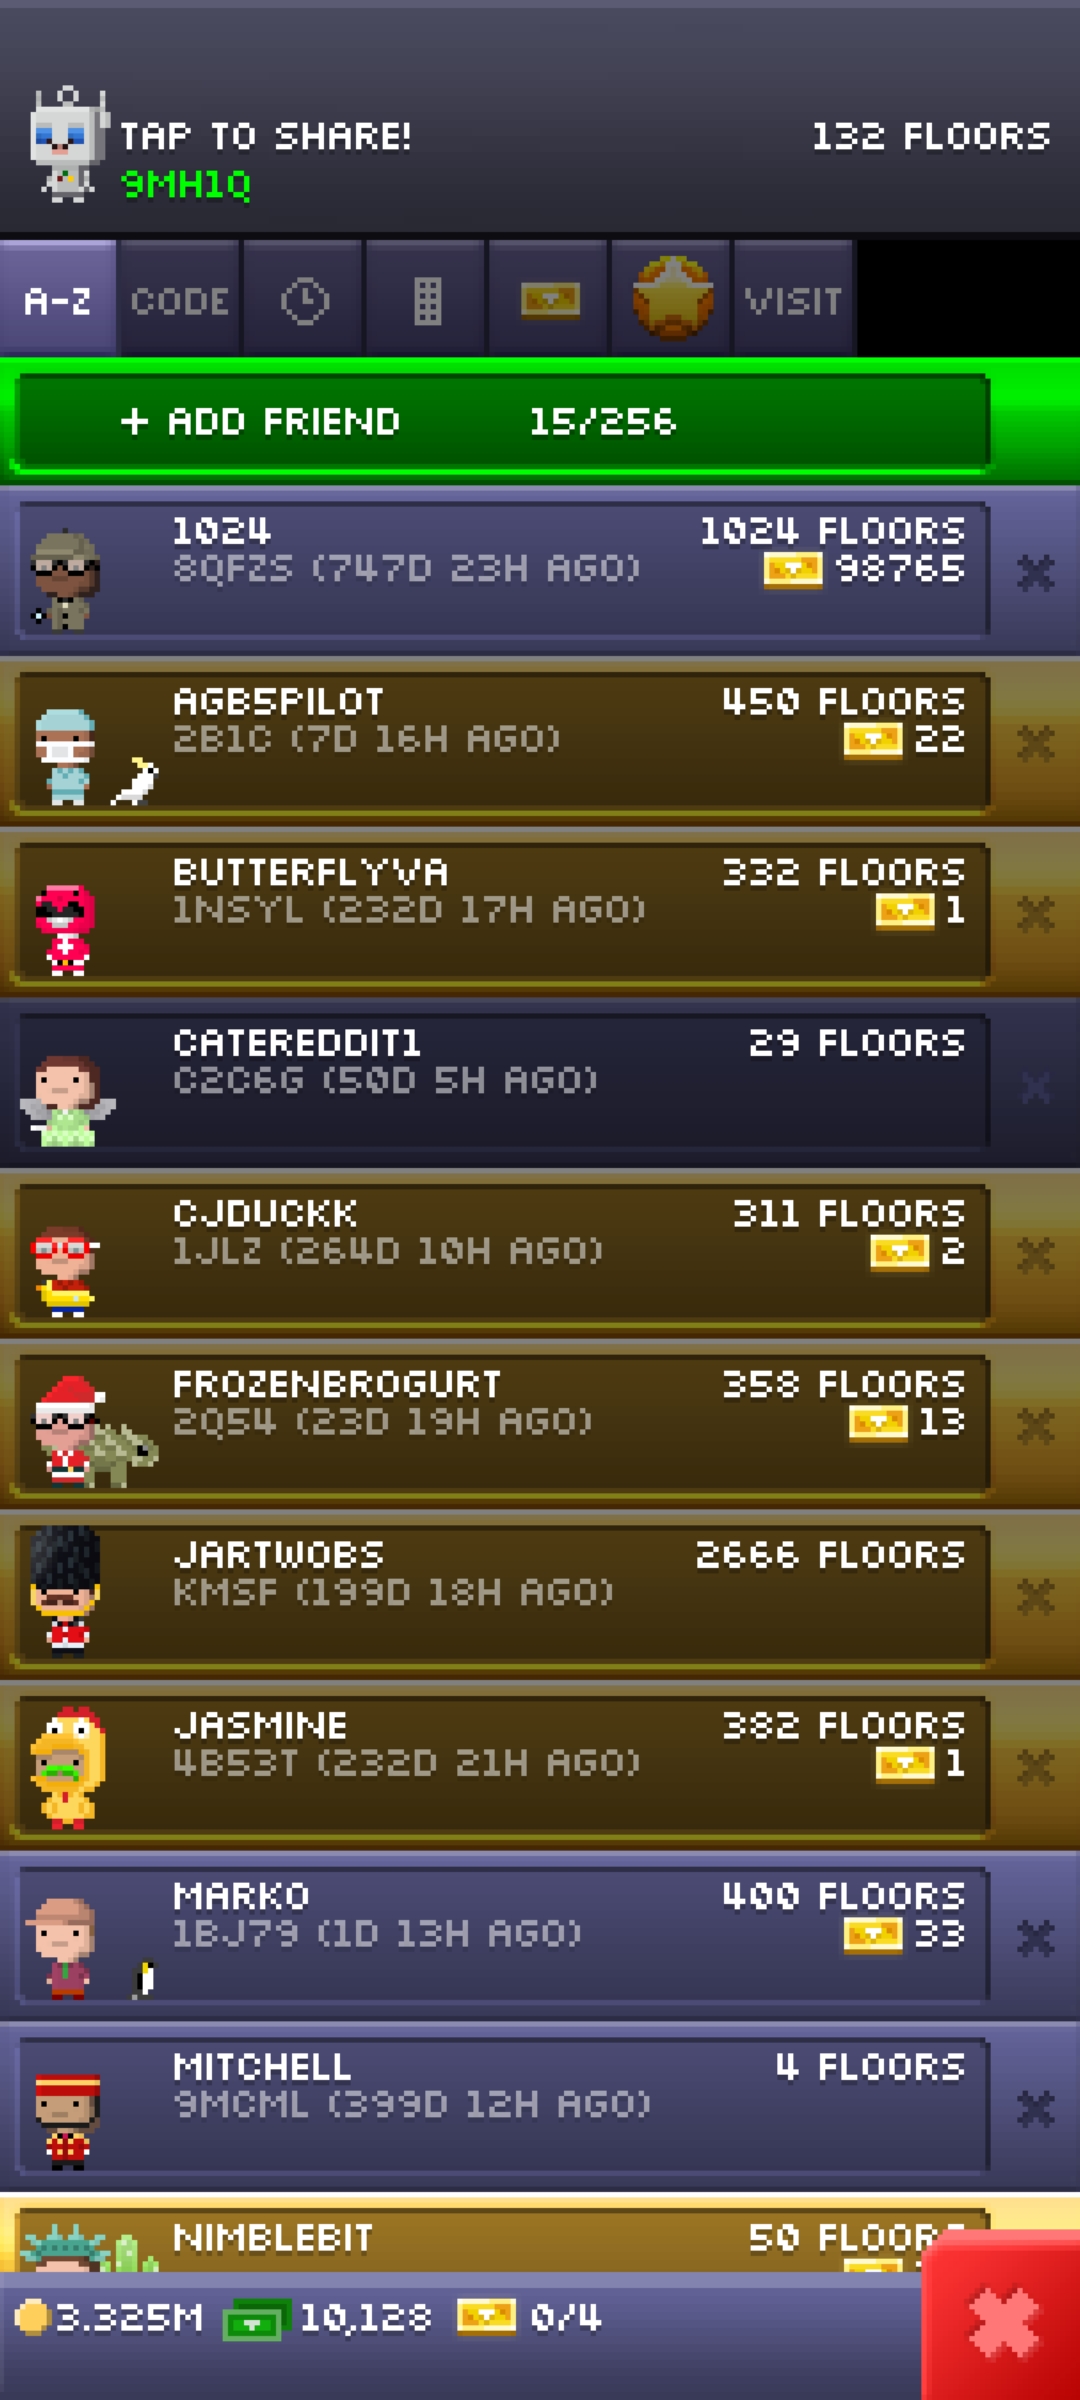 TAP TO SHARE!
132 FLOORS
9MH1Q
A-Z
CODE
VISIT
+ ADD FRIEND
15/256
1024
1024 FLOORS
8QFZS (747D 23H AGO)
98765
AGB5PILOT
450 FLOORS
2B1C (7D 16H AGO)
22
BUTTERFLYVA
332 FLOORS
1NSYL (232D 17H AGO)
1
CATEREDDIT1
29 FLOORS
C2C6G (50D 5H AGO)
CJDUCKK
311 FLOORS
1JLZ (264D 10H AGO)
2
FROZENBROGURT
358 FLOORS
2Q54 (23D 19H AGO)
13
JARTWOBS
2666 FLOORS
KMSF (199D 18H AGO)
JASMINE
382 FLOORS
4B53T (232D 21H AGO)
1
MARKO
400 FLOORS
1BJ79 (1D 13H AGO)
33
MITCHELL
4 FLOORS
9MCML (399D 12H AGO)
NIMBLEBIT
50 FLOORS
3.325M
10,128
0/4